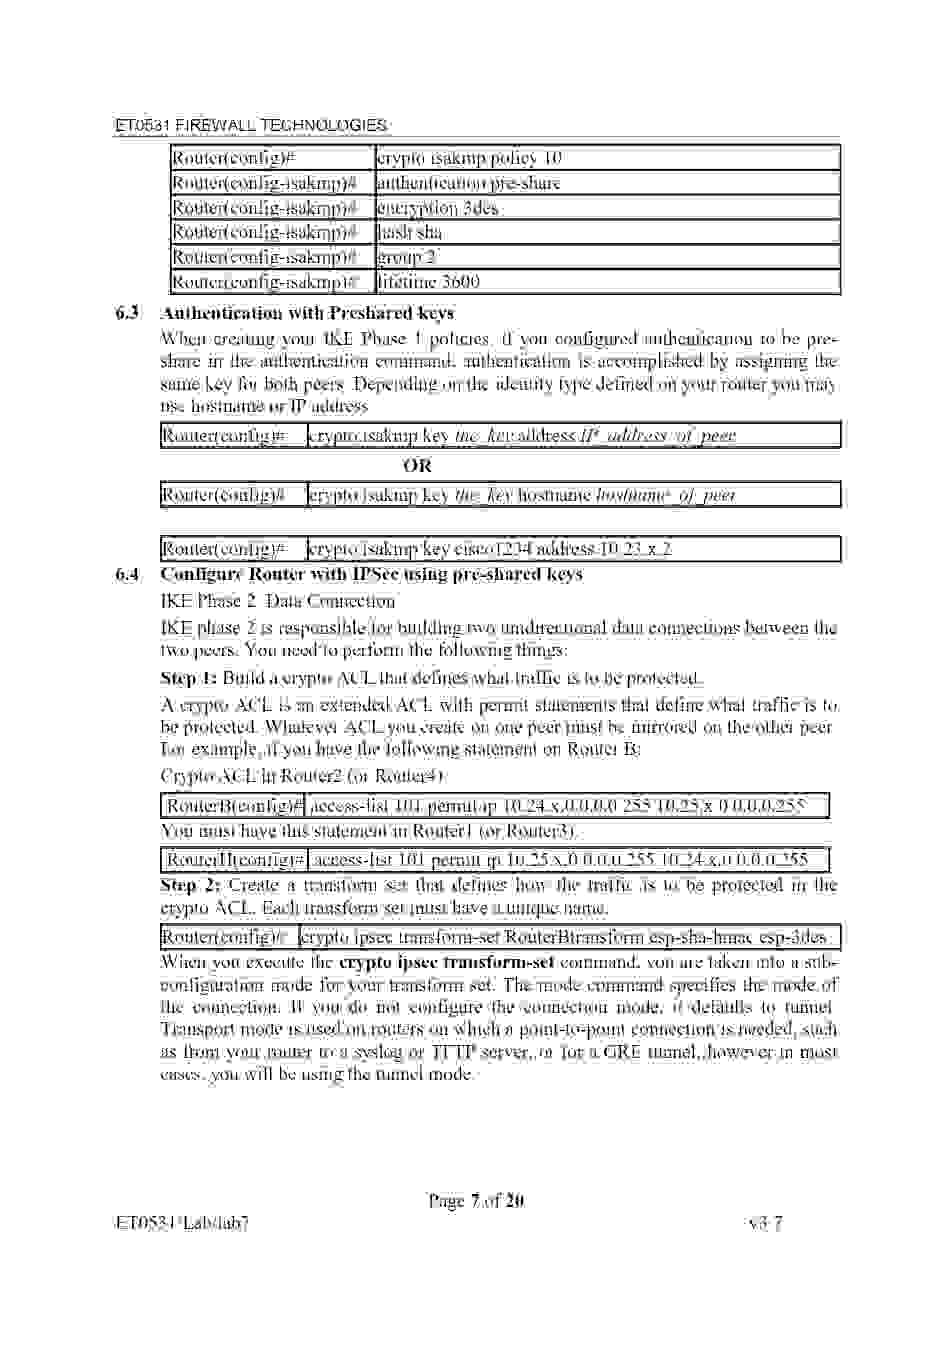 ET0531 FIREWALL TECHNOLOGIES
Router(config)# crypto isakmp policy 10
Router(config-isakmp)# authentication pre-share
Router(config-isakmp)# encryption 3des
Router(config-isakmp)# hash sha
Router(config-isakmp)# group 2
Router(config-isakmp)# lifetime 3600
6.3 Authentication with Preshared keys
When creating your IKE Phase 1 policies, if you configured authentication to be pre-
share in the authentication command, authentication is accomplished by assigning the
same key for both peers. Depending on the identity type defined on your router you may
use hostname or IP address
Router(config)# crypto isakmp key the_key address IP_address_of_peer
OR
Router(config)# crypto isakmp key the_key hostname hostname_of_peer
Router(config)# crypto isakmp key cisco1234 address 10.23.x.2
6.4 Configure Router with IPSec using pre-shared keys
IKE Phase 2 Data Connection
IKE phase 2 is responsible for building two unidirectional data connections between the
two peers. You need to perform the following things:
Step 1: Build a crypto ACL that defines what traffic is to be protected.
A crypto ACL is an extended ACL with permit statements that define what traffic is to
be protected. Whatever ACL you create on one peer must be mirrored on the other peer.
For example, if you have the following statement on Router B:
Crypto ACL in Router2 (or Router4)
RouterB(config)# access-list 101 permit ip 10.24.x.0 0.0.0.255 10.25.x.0 0.0.0.255
You must have this statement in Router1 (or Router3).
(config)# access-list 101 permit ip 10.25.x.0 0.0.0.255 10.24.x.0 0.0.0.255
Step 2: Create a transform set that defines how the traffic is to be protected in the
crypto ACL. Each transform set must have a unique name.
Router(config)# crypto ipsec transform-set RouterBtransform esp-sha-hmac esp-3des
When you execute the crypto ipsec transform-set command, you are taken into a sub-
configuration mode for your transform set. The mode command specifies the mode of
the connection. If you do not configure the connection mode, it defaults to tunnel.
Transport mode is used on routers on which a point-to-point connection is needed, such
as from your router to a syslog or TFTP server, or for a GRE tunnel, however in most
cases, you will be using the tunnel mode.
Page 7 of 20
ET0531/Lab/lab7 v3.7